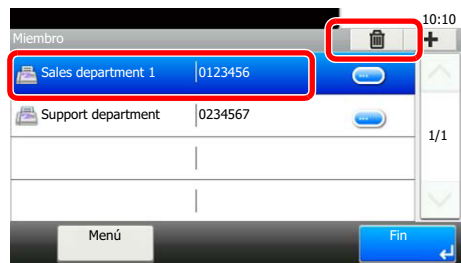 10:10
Miembro
Sales department 1 0123456
Support department 0234567
1/1
Menú Fin